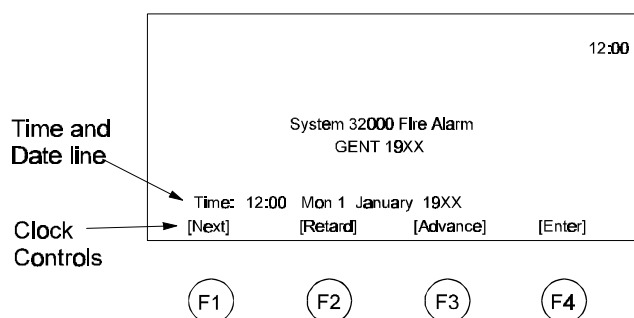 12:00
System 32000 Fire Alarm
GENT 19XX
Time and
Date line
Time: 12:00 Mon 1 January 19XX
[Next] [Retard] [Advance] [Enter]
Clock
Controls
F1 F2 F3 F4